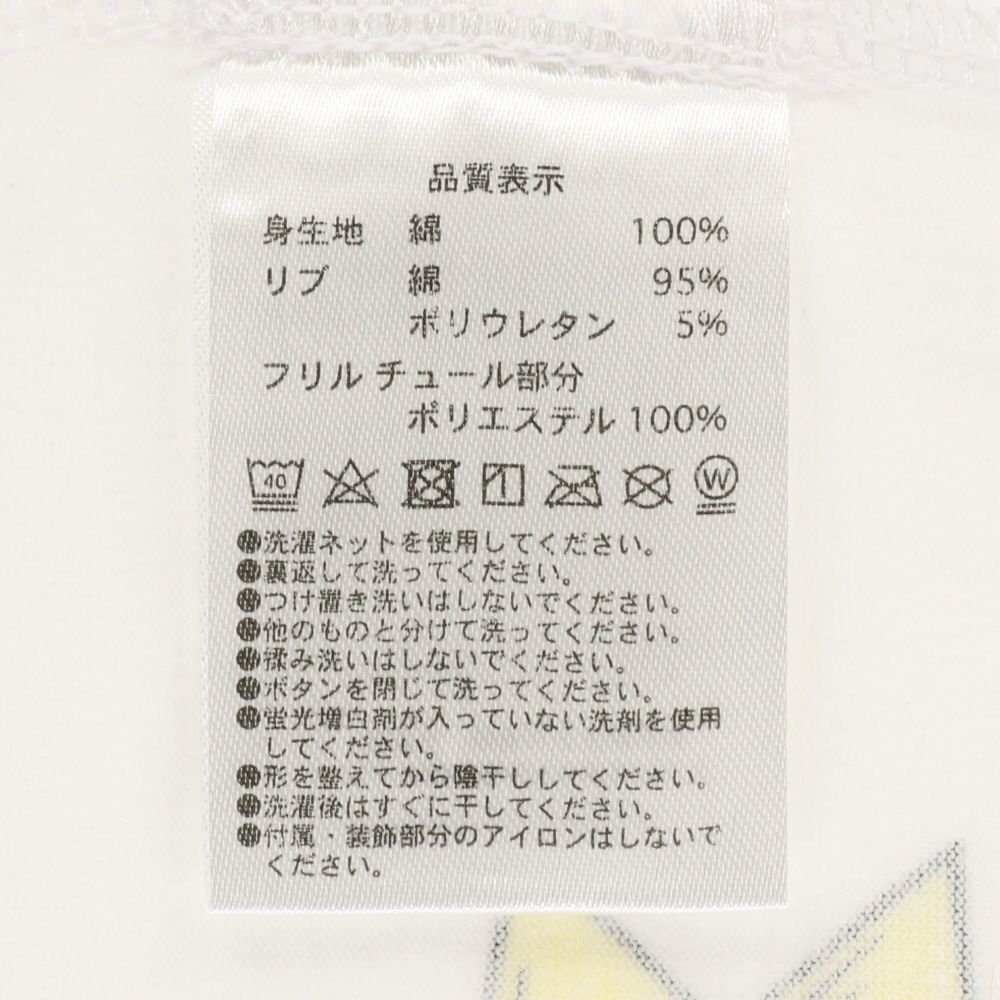 品質表示
身生地 綿 100%
リブ 綿 95%
ポリウレタン 5%
フリル チュール部分
ポリエステル 100%
40 W
●洗濯ネットを使用してください。
●裏返して洗ってください。
●つけ置き洗いはしないでください。
●他のものと分けて洗ってください。
●揉み洗いはしないでください。
●ボタンを閉じて洗ってください。
●蛍光増白剤が入っていない洗剤を使用
してください。
●形を整えてから陰干ししてください。
●洗濯後はすぐに干してください。
●付属・装飾部分のアイロンはしないで
ください。